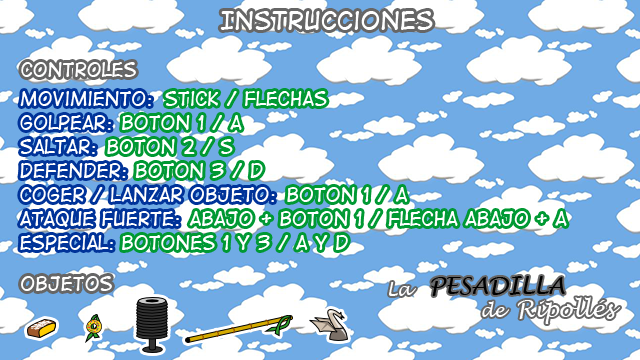 INSTRUCCIONES
CONTROLES
MOVIMIENTO: STICK / FLECHAS
GOLPEAR: BOTON 1 / A
SALTAR: BOTON 2 / S
DEFENDER: BOTON 3 / D
COGER / LANZAR OBJETO: BOTON 1 / A
ATAQUE FUERTE: ABAJO + BOTON 1 / FLECHA ABAJO + A
ESPECIAL: BOTONES 1 Y 3 / A Y D
OBJETOS
La PESADILLA
de Ripollés